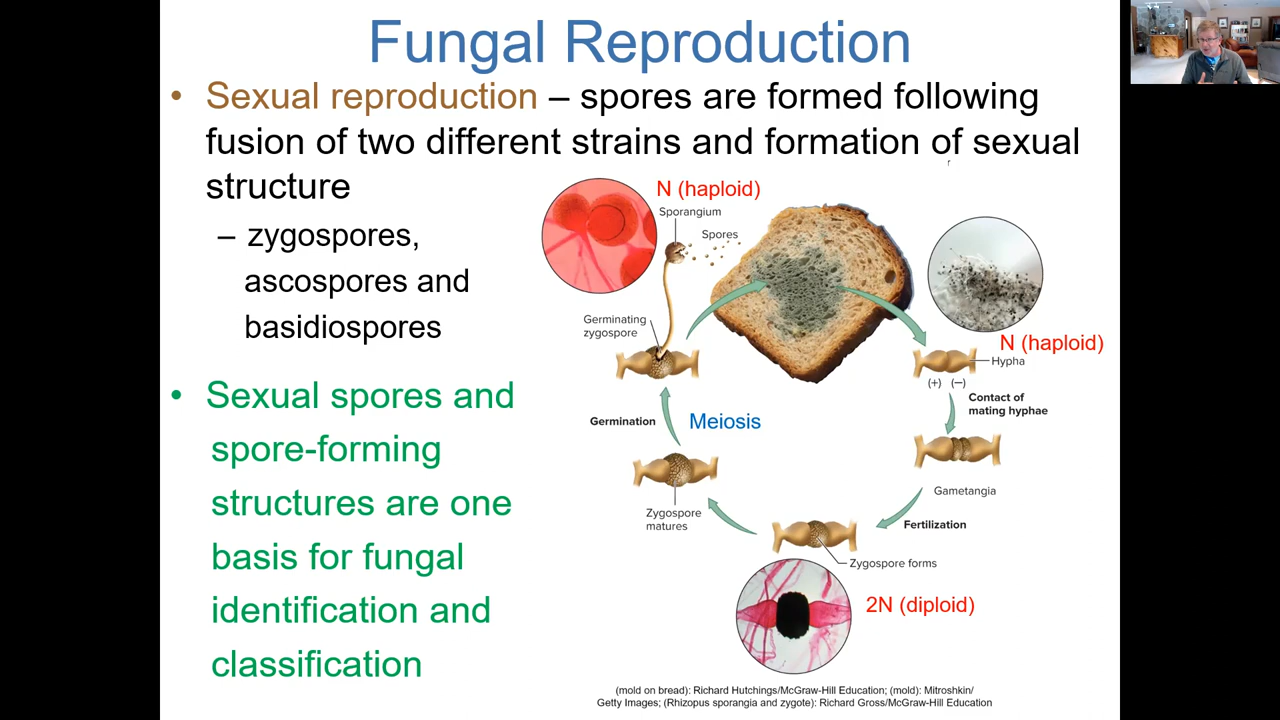 Fungal Reproduction
• Sexual reproduction – spores are formed following
fusion of two different strains and formation of sexual
structure
– zygospores,
ascospores and
basidiospores
• Sexual spores and
spore-forming
structures are one
basis for fungal
identification and
classification
N (haploid)
Sporangium
Spores
Germinating
zygospore
N (haploid)
Hypha
(+) (−)
Contact of
mating hyphae
Germination
Meiosis
Gametangia
Zygospore
matures
Fertilization
Zygospore forms
2N (diploid)
(mold on bread): Richard Hutchings/McGraw-Hill Education; (mold): Mitroshkin/
Getty Images; (Rhizopus sporangia and zygote): Richard Gross/McGraw-Hill Education